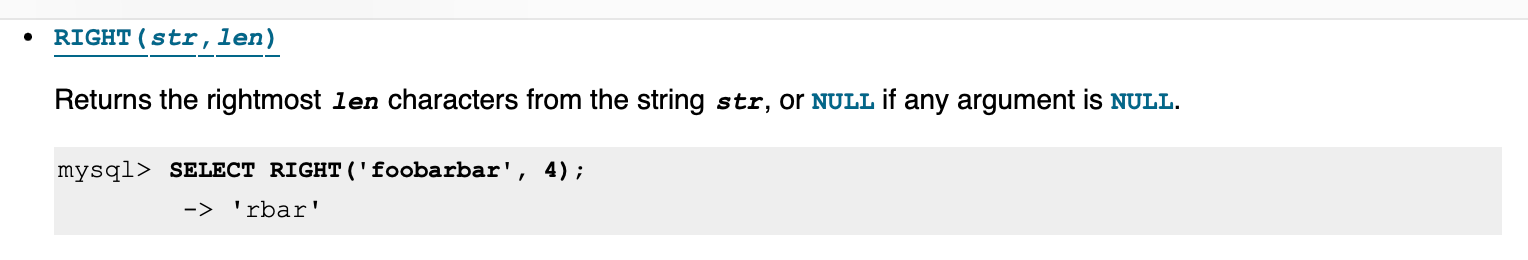 • RIGHT(str,len)
Returns the rightmost len characters from the string str, or NULL if any argument is NULL.
mysql> SELECT RIGHT('foobarbar', 4);
-> 'rbar'